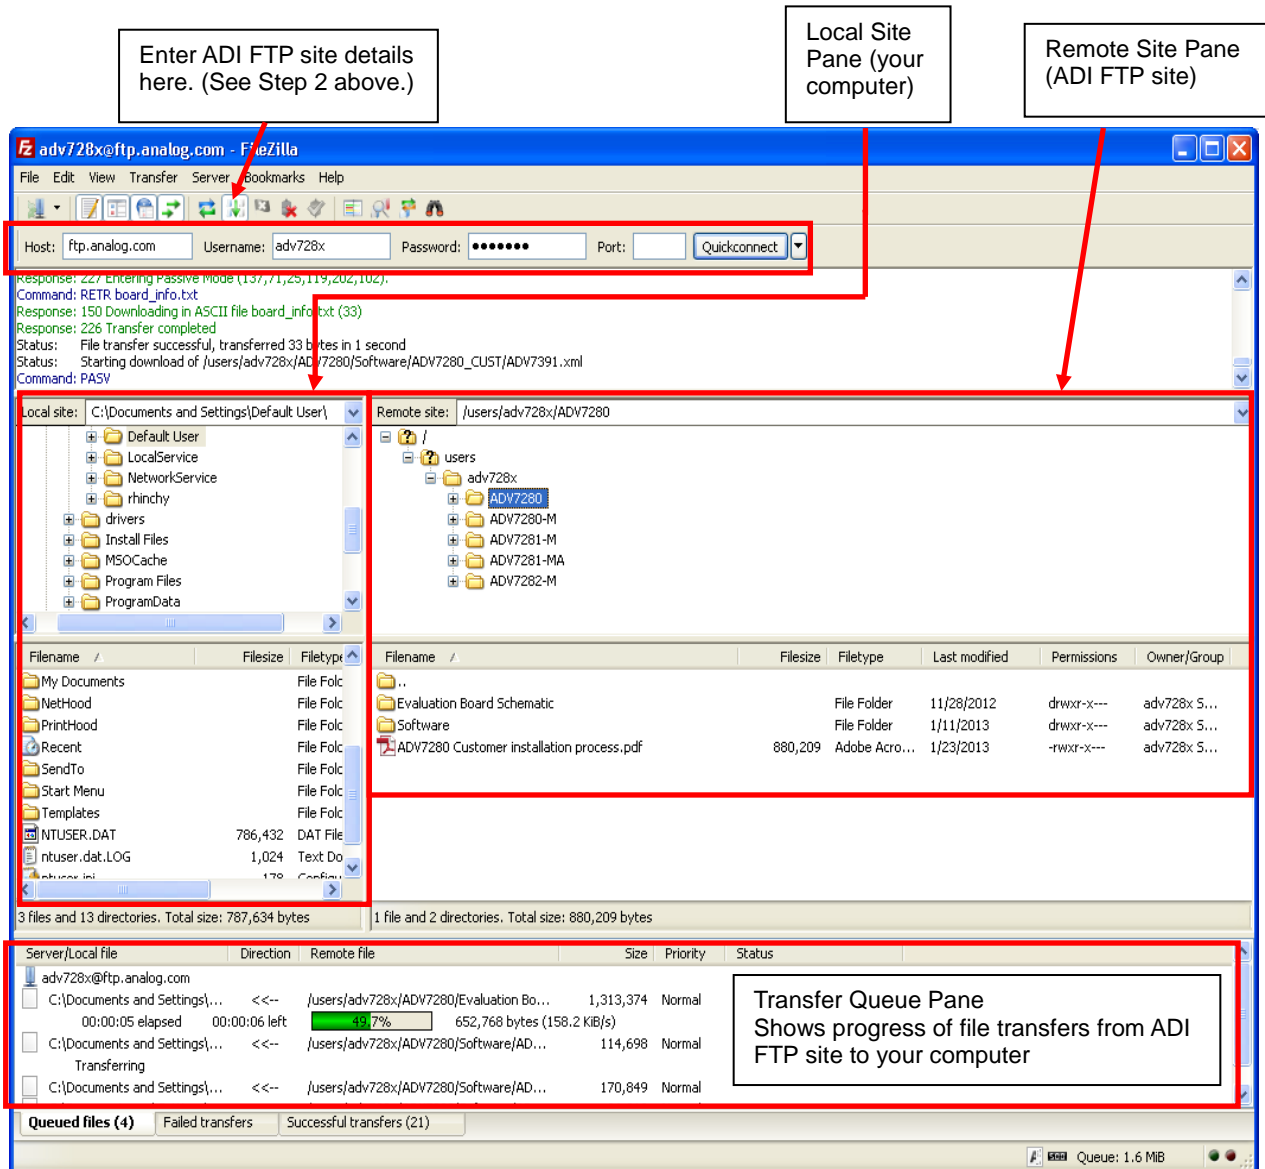 Enter ADI FTP site details
here. (See Step 2 above.)
Local Site
Pane (your
computer)
Remote Site Pane
(ADI FTP site)
adv728x@ftp.analog.com - FileZilla
File Edit View Transfer Server Bookmarks Help
Host: ftp.analog.com Username: adv728x Password: ●●●●●●● Port: Quickconnect
Response: 227 Entering Passive Mode (137,71,25,119,202,102).
Command: RETR board_info.txt
Response: 150 Downloading in ASCII file board_info.txt (33)
Response: 226 Transfer completed
Status: File transfer successful, transferred 33 bytes in 1 second
Status: Starting download of /users/adv728x/ADV7280/Software/ADV7280_CUST/ADV7391.xml
Command: PASV
Local site: C:\Documents and Settings\Default User\
Default User
LocalService
NetworkService
rhinchy
drivers
Install Files
MSOCache
Program Files
ProgramData
Remote site: /users/adv728x/ADV7280
/
users
adv728x
ADV7280
ADV7280-M
ADV7281-M
ADV7281-MA
ADV7282-M
Filename Filesize Filetype
My Documents File Folc
NetHood File Folc
PrintHood File Folc
Recent File Folc
SendTo File Folc
Start Menu File Folc
Templates File Folc
NTUSER.DAT 786,432 DAT File
ntuser.dat.LOG 1,024 Text Do
ntuser.ini 178 Configu
3 files and 13 directories. Total size: 787,634 bytes
Filename Filesize Filetype Last modified Permissions Owner/Group
..
Evaluation Board Schematic File Folder 11/28/2012 drwxr-x--- adv728x S...
Software File Folder 1/11/2013 drwxr-x--- adv728x S...
ADV7280 Customer installation process.pdf 880,209 Adobe Acro... 1/23/2013 -rwxr-x--- adv728x S...
1 file and 2 directories. Total size: 880,209 bytes
Server/Local file Direction Remote file Size Priority Status
adv728x@ftp.analog.com
C:\Documents and Settings\... <<-- /users/adv728x/ADV7280/Evaluation Bo... 1,313,374 Normal
00:00:05 elapsed 00:00:06 left 49.7% 652,768 bytes (158.2 KiB/s)
C:\Documents and Settings\... <<-- /users/adv728x/ADV7280/Software/AD... 114,698 Normal
Transferring
C:\Documents and Settings\... <<-- /users/adv728x/ADV7280/Software/AD... 170,849 Normal
Transfer Queue Pane
Shows progress of file transfers from ADI
FTP site to your computer
Queued files (4) Failed transfers Successful transfers (21)
Queue: 1.6 MiB